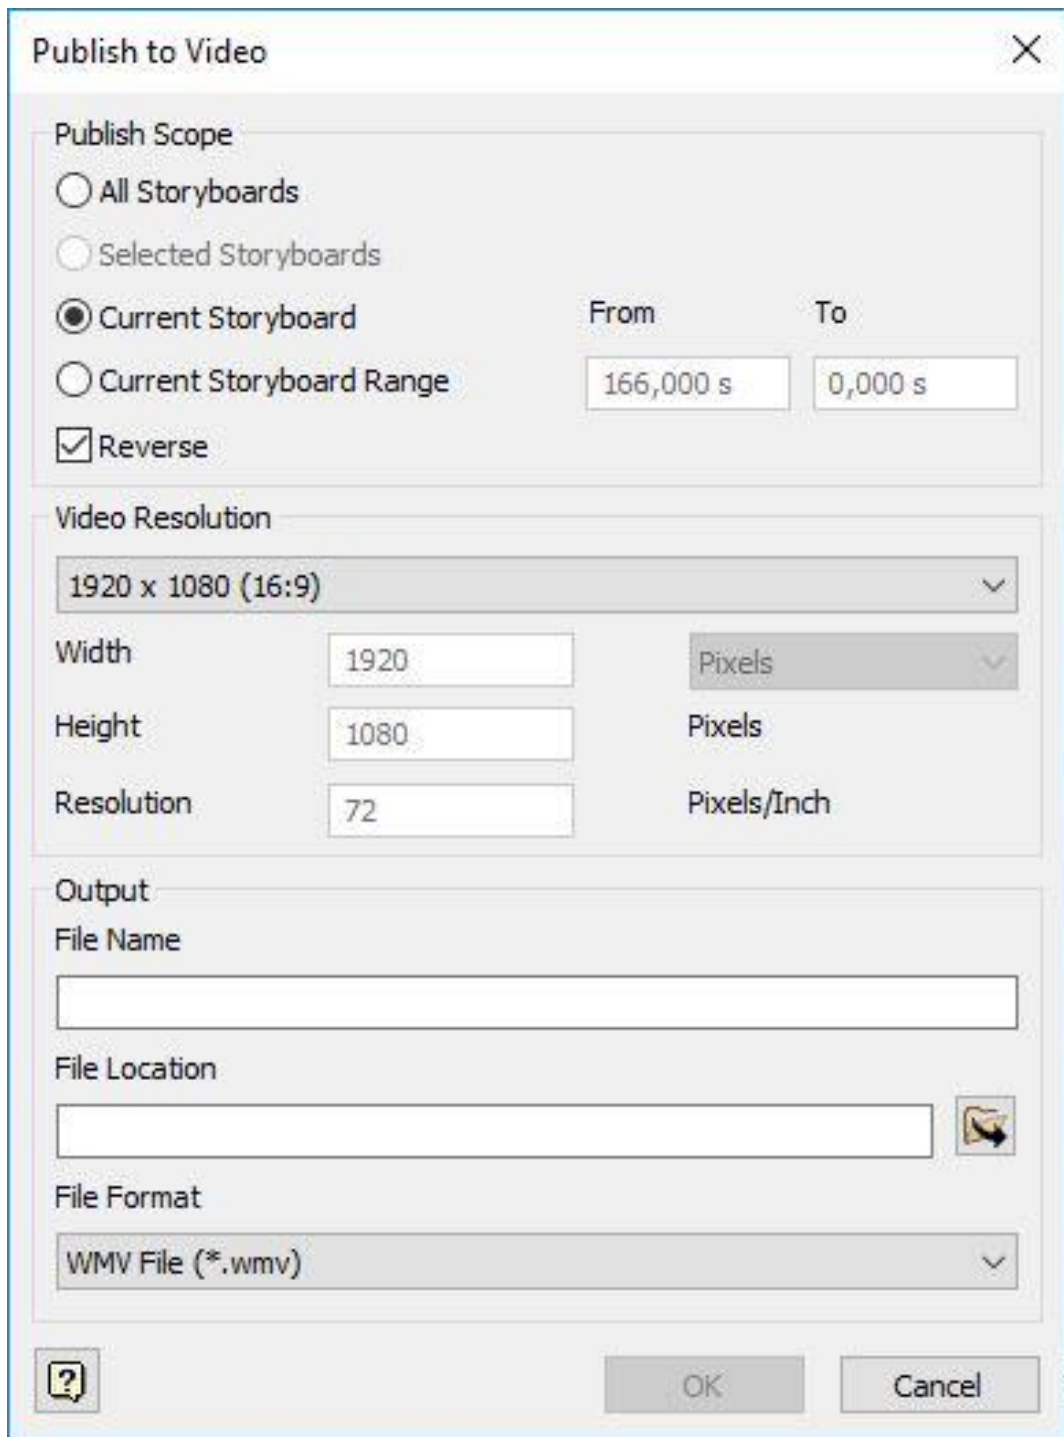 Publish to Video
Publish Scope
All Storyboards
Selected Storyboards
Current Storyboard
From
To
Current Storyboard Range
166,000 s
0,000 s
Reverse
Video Resolution
1920 x 1080 (16:9)
Width
1920
Pixels
Height
1080
Pixels
Resolution
72
Pixels/Inch
Output
File Name
File Location
File Format
WMV File (*.wmv)
?
OK
Cancel